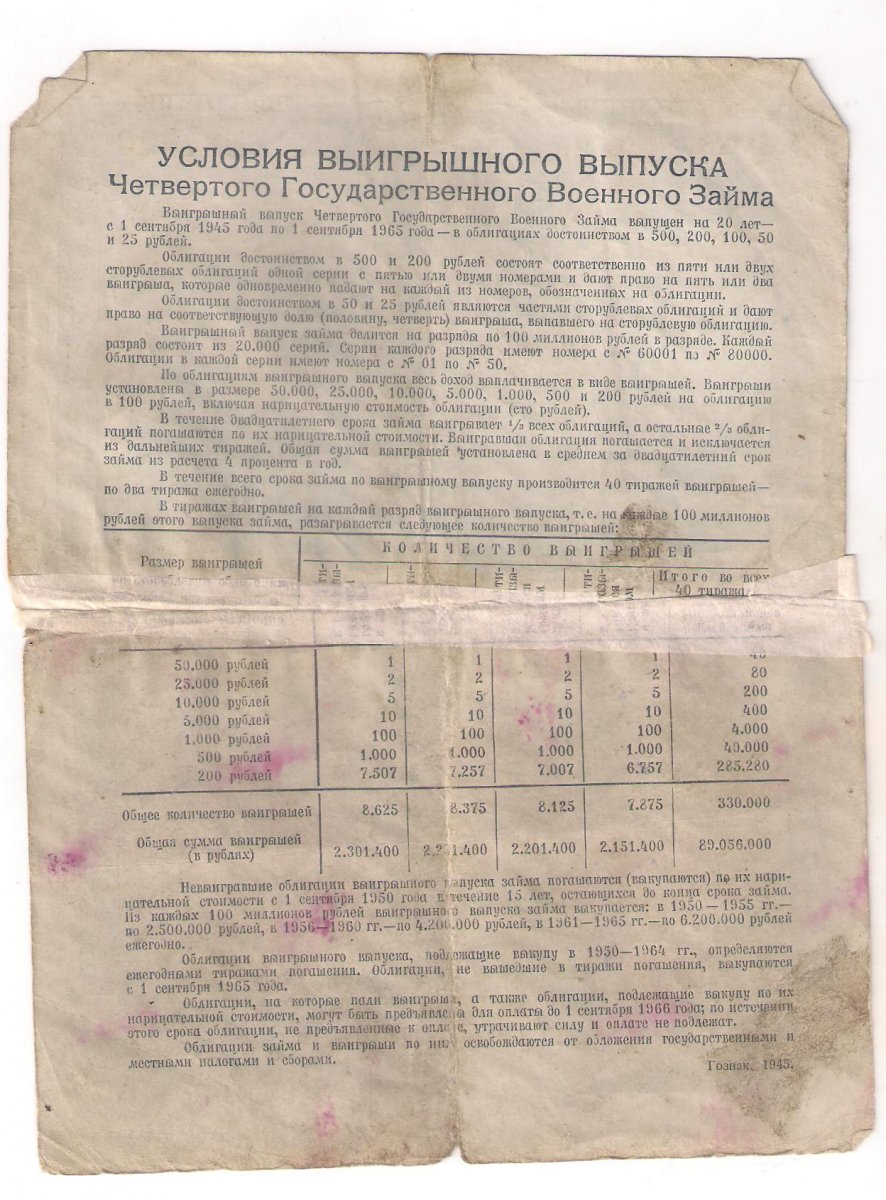 УСЛОВИЯ ВЫИГРЫШНОГО ВЫПУСКА
Четвертого Государственного Военного Займа
Выигрышный выпуск Четвертого Государственного Военного Займа выпущен на 20 лет—
с 1 сентября 1945 года по 1 сентября 1965 года — в облигациях достоинством в 500, 200, 100, 50
и 25 рублей.
Облигации достоинством в 500 и 200 рублей состоят соответственно из пяти или двух
сторублевых облигаций одной серии с пятью или двумя номерами и дают право на пять или два
выигрыша, которые одновременно падают на каждый из номеров, обозначенных на облигации.
Облигации достоинством в 50 и 25 рублей являются частями сторублевых облигаций и дают
право на соответствующую долю (половину, четверть) выигрыша, выпавшего на сторублевую облигацию.
Выигрышный выпуск займа делится на разряды по 100 миллионов рублей в разряде. Каждый
разряд состоит из 20.000 серий. Серии каждого разряда имеют номера с № 60001 по № 80000.
Облигации в каждой серии имеют номера с № 01 по № 50.
По облигациям выигрышного выпуска весь доход выплачивается в виде выигрышей. Выигрыши
установлены в размере 50.000, 25.000, 10.000, 5.000, 1.000, 500 и 200 рублей на облигацию
в 100 рублей, включая нарицательную стоимость облигации (сто рублей).
В течение двадцатилетнего срока займа выигрывает ¹/₃ всех облигаций, а остальные ²/₃ обли-
гаций погашаются по их нарицательной стоимости. Выигравшая облигация погашается и исключается
из дальнейших тиражей. Общая сумма выигрышей установлена в среднем за двадцатилетний срок
займа из расчета 4 процента в год.
В течение всего срока займа по выигрышному выпуску производится 40 тиражей выигрышей—
по два тиража ежегодно.
В тиражах выигрышей на каждый разряд выигрышного выпуска, т. е. на каждые 100 миллионов
рублей этого выпуска займа, разыгрывается следующее количество выигрышей:
Размер выигрышей
КОЛИЧЕСТВО ВЫИГРЫШЕЙ
Итого во всех
40 тиражах
50.000 рублей 1 1 1 1 40
25.000 рублей 2 2 2 2 80
10.000 рублей 5 5 5 5 200
5.000 рублей 10 10 10 10 400
1.000 рублей 100 100 100 100 4.000
500 рублей 1.000 1.000 1.000 1.000 40.000
200 рублей 7.507 7.257 7.007 6.757 285.280
Общее количество выигрышей 8.625 8.375 8.125 7.875 330.000
Общая сумма выигрышей
(в рублях) 2.301.400 2.201.400 2.151.400 89.056.000
Невыигравшие облигации выигрышного выпуска займа погашаются (выкупаются) по их нари-
цательной стоимости с 1 сентября 1950 года в течение 15 лет, остающихся до конца срока займа.
Из каждых 100 миллионов рублей выигрышного выпуска займа выкупается: в 1950—1955 гг.—
по 2.500.000 рублей, в 1956—1960 гг.—по 4.200.000 рублей, в 1961—1965 гг.—по 6.200.000 рублей
ежегодно.
Облигации выигрышного выпуска, подлежащие выкупу в 1950—1964 гг., определяются
ежегодными тиражами погашения. Облигации, не вышедшие в тиражи погашения, выкупаются
с 1 сентября 1965 года.
Облигации, на которые пали выигрыши, а также облигации, подлежащие выкупу по их
нарицательной стоимости, могут быть предъявлены для оплаты до 1 сентября 1966 года; по истечении
этого срока облигации, не предъявленные к оплате, утрачивают силу и оплате не подлежат.
Облигации займа и выигрыши по ним освобождаются от обложения государственными и
местными налогами и сборами.
Гознак. 1945.